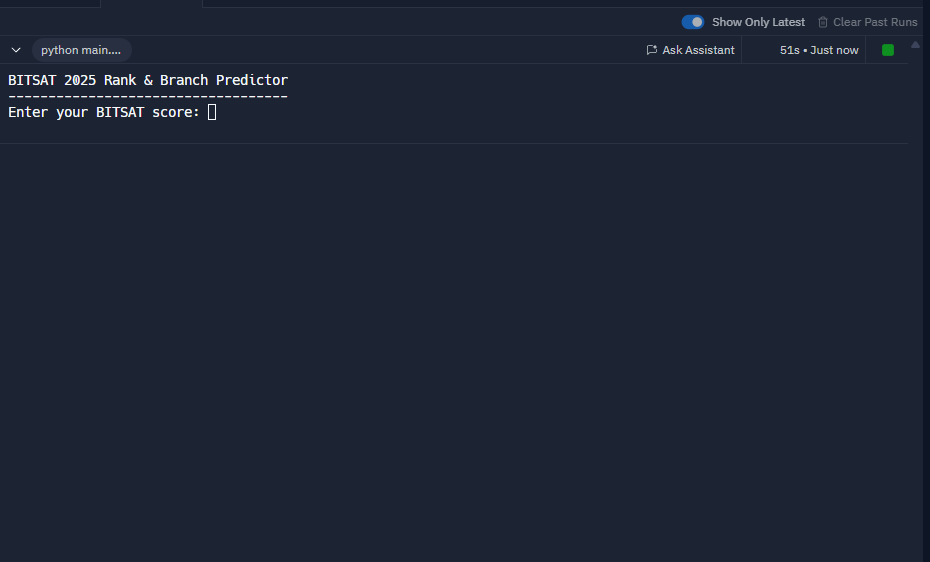 Show Only Latest Clear Past Runs
python main.... Ask Assistant 51s • Just now
BITSAT 2025 Rank & Branch Predictor
-----------------------------------
Enter your BITSAT score: